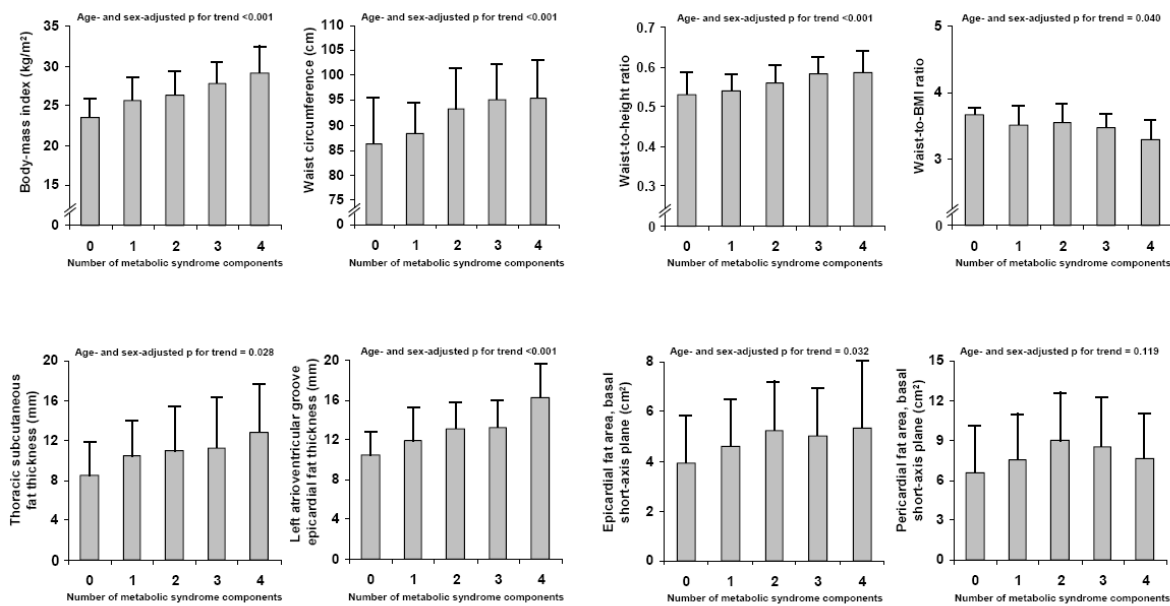 Age- and sex-adjusted p for trend <0.001
Body-mass index (kg/m²)
35
30
25
20
15
0
0 1 2 3 4
Number of metabolic syndrome components
Age- and sex-adjusted p for trend <0.001
Waist circumference (cm)
110
105
100
95
90
85
80
75
0
0 1 2 3 4
Number of metabolic syndrome components
Age- and sex-adjusted p for trend <0.001
Waist-to-height ratio
0.7
0.6
0.5
0.4
0.3
0
0 1 2 3 4
Number of metabolic syndrome components
Age- and sex-adjusted p for trend = 0.040
Waist-to-BMI ratio
5
3
0
0 1 2 3 4
Number of metabolic syndrome components
Age- and sex-adjusted p for trend = 0.028
Thoracic subcutaneous
fat thickness (mm)
20
16
12
8
4
0
0 1 2 3 4
Number of metabolic syndrome components
Age- and sex-adjusted p for trend <0.001
Left atrioventricular groove
epicardial fat thickness (mm)
20
16
12
8
4
0
0 1 2 3 4
Number of metabolic syndrome components
Age- and sex-adjusted p for trend = 0.032
Epicardial fat area, basal
short-axis plane (cm²)
8
6
4
2
0
0 1 2 3 4
Number of metabolic syndrome components
Age- and sex-adjusted p for trend = 0.119
Pericardial fat area, basal
short-axis plane (cm²)
15
12
9
6
3
0
0 1 2 3 4
Number of metabolic syndrome components